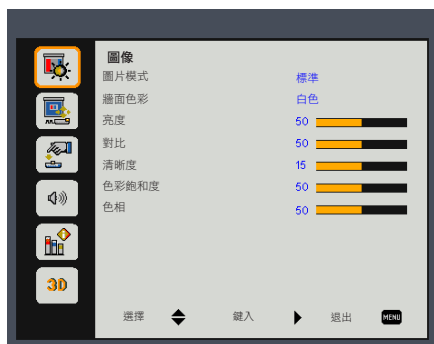 圖像
圖片模式 標準
牆面色彩 白色
亮度 50
對比 50
清晰度 15
色彩飽和度 50
色相 50
3D
選擇 鍵入 退出 MENU